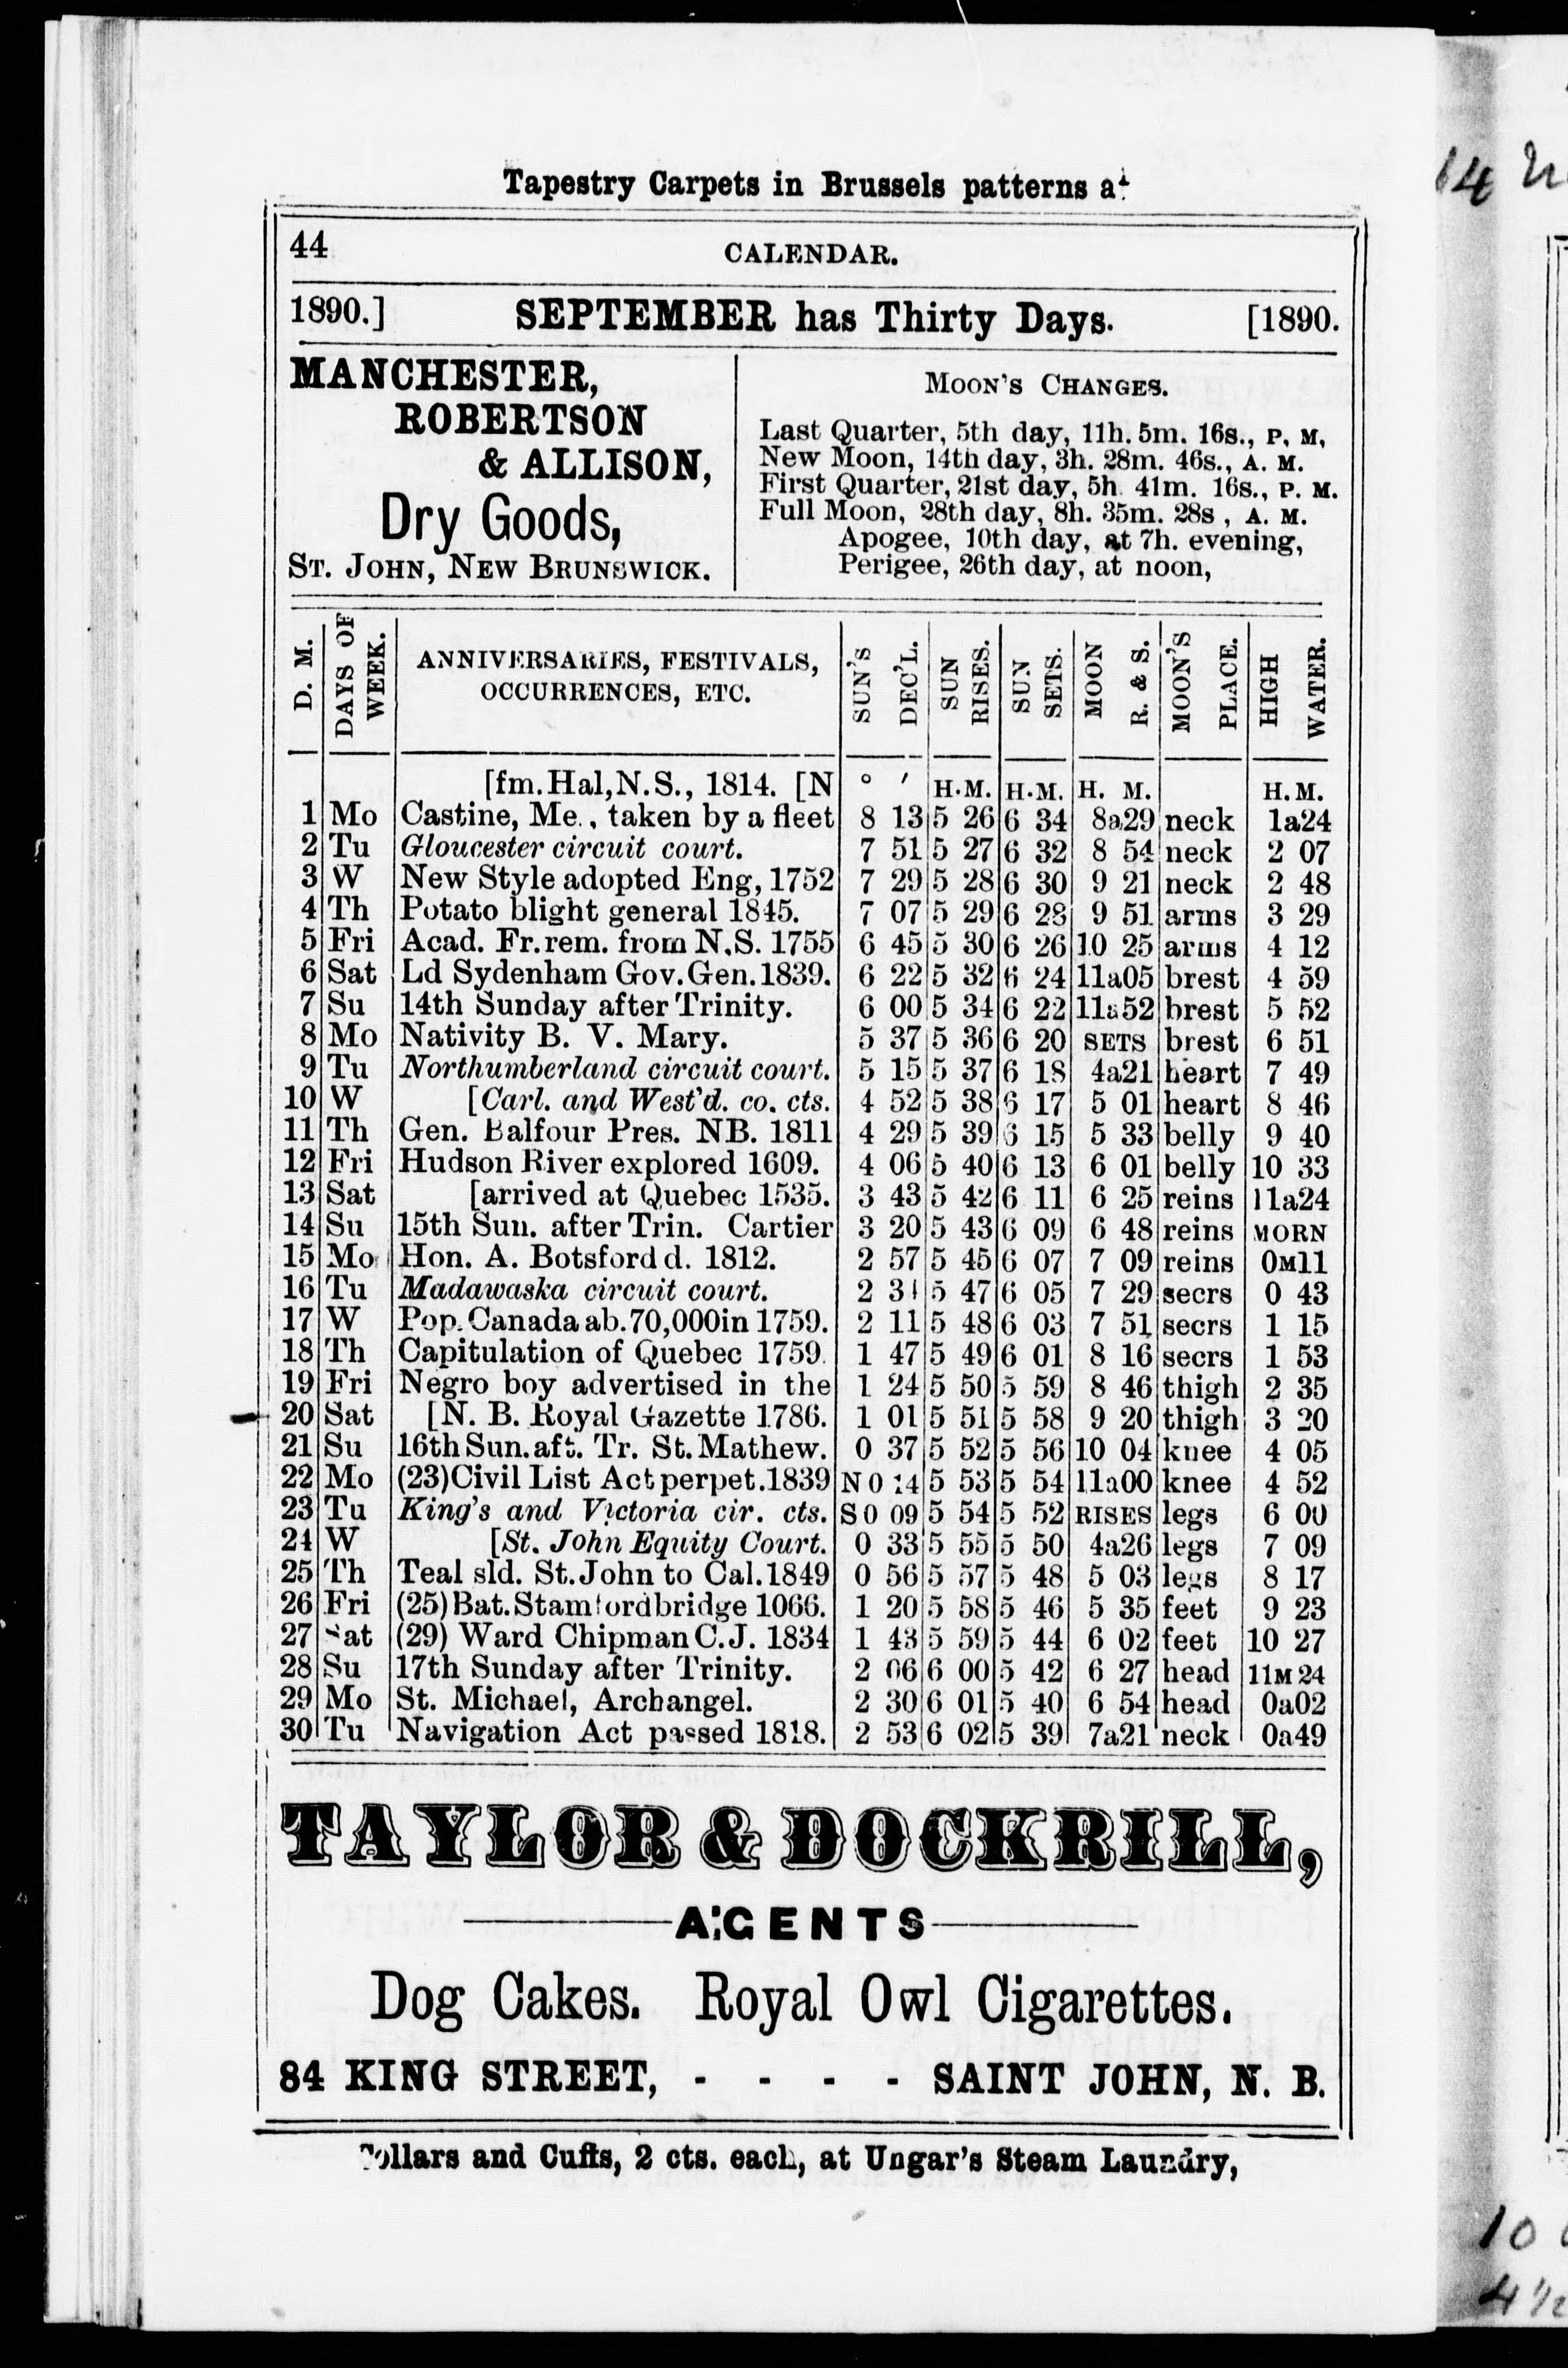 Tapestry Carpets in Brussels patterns at
44 CALENDAR.
1890.] SEPTEMBER has Thirty Days. [1890.
MANCHESTER,
ROBERTSON
& ALLISON,
Dry Goods,
ST. JOHN, NEW BRUNSWICK.
MOON'S CHANGES.
Last Quarter, 5th day, 11h. 5m. 16s., P, M,
New Moon, 14th day, 3h. 28m. 46s., A. M.
First Quarter, 21st day, 5h 41m. 16s., P. M.
Full Moon, 28th day, 8h. 35m. 28s , A. M.
Apogee, 10th day, at 7h. evening,
Perigee, 26th day, at noon,
D. M. DAYS OF WEEK. ANNIVERSARIES, FESTIVALS, OCCURRENCES, ETC. SUN'S DEC'L. SUN RISES. SUN SETS. MOON R. & S. MOON'S PLACE. HIGH WATER.
[fm.Hal,N.S., 1814. [N ° ′ H.M. H.M. H. M. H.M.
1 Mo Castine, Me., taken by a fleet 8 13 5 26 6 34 8a29 neck 1a24
2 Tu Gloucester circuit court. 7 51 5 27 6 32 8 54 neck 2 07
3 W New Style adopted Eng, 1752 7 29 5 28 6 30 9 21 neck 2 48
4 Th Potato blight general 1845. 7 07 5 29 6 28 9 51 arms 3 29
5 Fri Acad. Fr. rem. from N.S. 1755 6 45 5 30 6 26 10 25 arms 4 12
6 Sat Ld Sydenham Gov. Gen. 1839. 6 22 5 32 6 24 11a05 brest 4 59
7 Su 14th Sunday after Trinity. 6 00 5 34 6 22 11a52 brest 5 52
8 Mo Nativity B. V. Mary. 5 37 5 36 6 20 SETS brest 6 51
9 Tu Northumberland circuit court. 5 15 5 37 6 18 4a21 heart 7 49
10 W [Carl. and West'd. co. cts. 4 52 5 38 6 17 5 01 heart 8 46
11 Th Gen. Balfour Pres. NB. 1811 4 29 5 39 6 15 5 33 belly 9 40
12 Fri Hudson River explored 1609. 4 06 5 40 6 13 6 01 belly 10 33
13 Sat [arrived at Quebec 1535. 3 43 5 42 6 11 6 25 reins 11a24
14 Su 15th Sun. after Trin. Cartier 3 20 5 43 6 09 6 48 reins MORN
15 Mo Hon. A. Botsford d. 1812. 2 57 5 45 6 07 7 09 reins 0M11
16 Tu Madawaska circuit court. 2 34 5 47 6 05 7 29 secrs 0 43
17 W Pop. Canada ab. 70,000 in 1759. 2 11 5 48 6 03 7 51 secrs 1 15
18 Th Capitulation of Quebec 1759. 1 47 5 49 6 01 8 16 secrs 1 53
19 Fri Negro boy advertised in the 1 24 5 50 5 59 8 46 thigh 2 35
20 Sat [N. B. Royal Gazette 1786. 1 01 5 51 5 58 9 20 thigh 3 20
21 Su 16th Sun. aft. Tr. St. Mathew. 0 37 5 52 5 56 10 04 knee 4 05
22 Mo (23) Civil List Act perpet. 1839 N 0 14 5 53 5 54 11a00 knee 4 52
23 Tu King's and Victoria cir. cts. S 0 09 5 54 5 52 RISES legs 6 00
24 W [St. John Equity Court. 0 33 5 55 5 50 4a26 legs 7 09
25 Th Teal sld. St. John to Cal. 1849 0 56 5 57 5 48 5 03 legs 8 17
26 Fri (25) Bat. Stamfordbridge 1066. 1 20 5 58 5 46 5 35 feet 9 23
27 Sat (29) Ward Chipman C.J. 1834 1 43 5 59 5 44 6 02 feet 10 27
28 Su 17th Sunday after Trinity. 2 06 6 00 5 42 6 27 head 11M24
29 Mo St. Michael, Archangel. 2 30 6 01 5 40 6 54 head 0a02
30 Tu Navigation Act passed 1818. 2 53 6 02 5 39 7a21 neck 0a49
TAYLOR & DOCKRILL,
AGENTS
Dog Cakes. Royal Owl Cigarettes.
84 KING STREET, - - - - SAINT JOHN, N. B.
Collars and Cuffs, 2 cts. each, at Ungar's Steam Laundry,
14
10
4 1/2